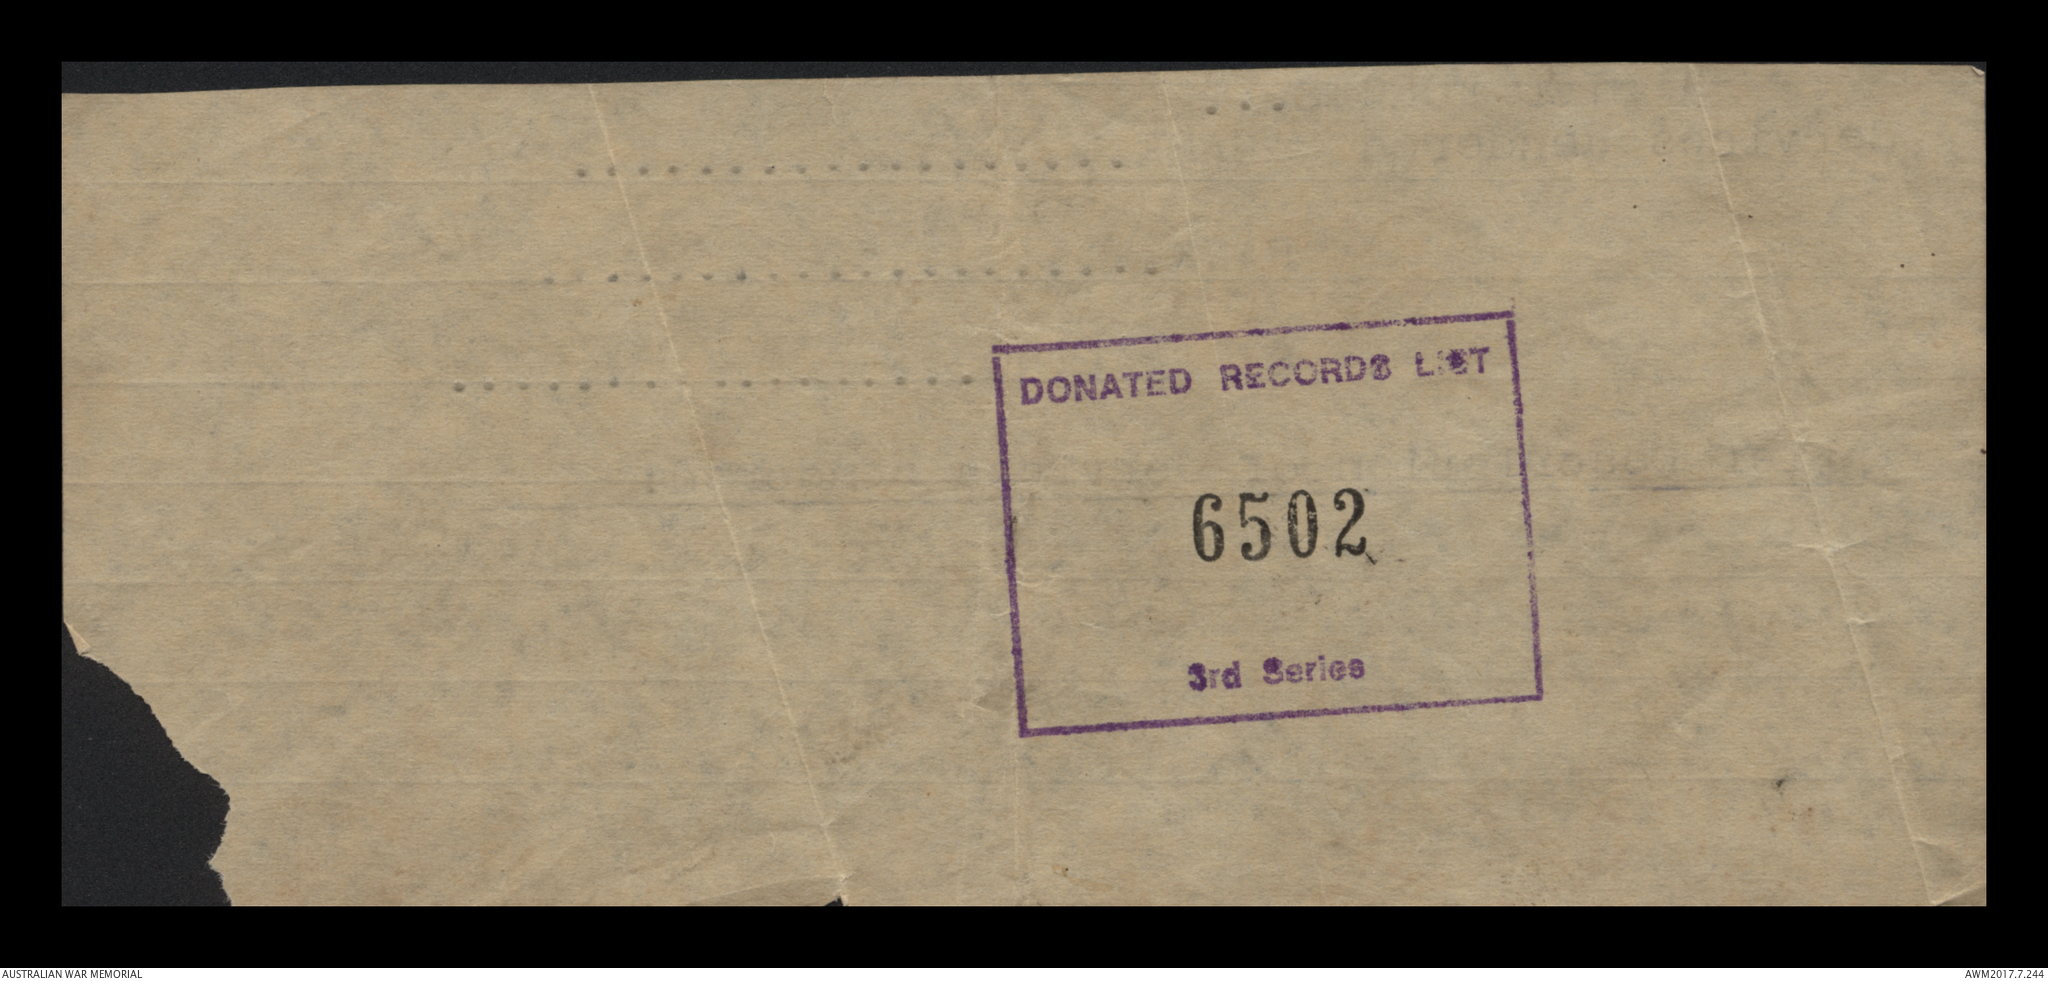 DONATED RECORDS LIST
6502
3rd Series
AUSTRALIAN WAR MEMORIAL
AWM2017.7.244